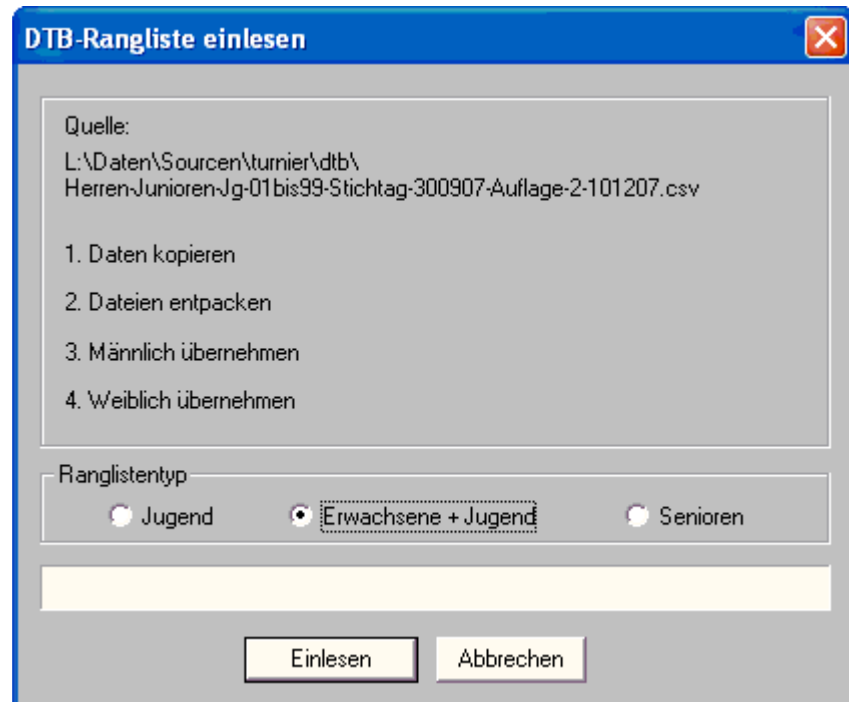 DTB-Rangliste einlesen
Quelle:
L:\Daten\Sourcen\turnier\dtb\
Herren-Junioren-Jg-01bis99-Stichtag-300907-Auflage-2-101207.csv
1. Daten kopieren
2. Dateien entpacken
3. Männlich übernehmen
4. Weiblich übernehmen
Ranglistentyp
Jugend Erwachsene + Jugend Senioren
Einlesen Abbrechen